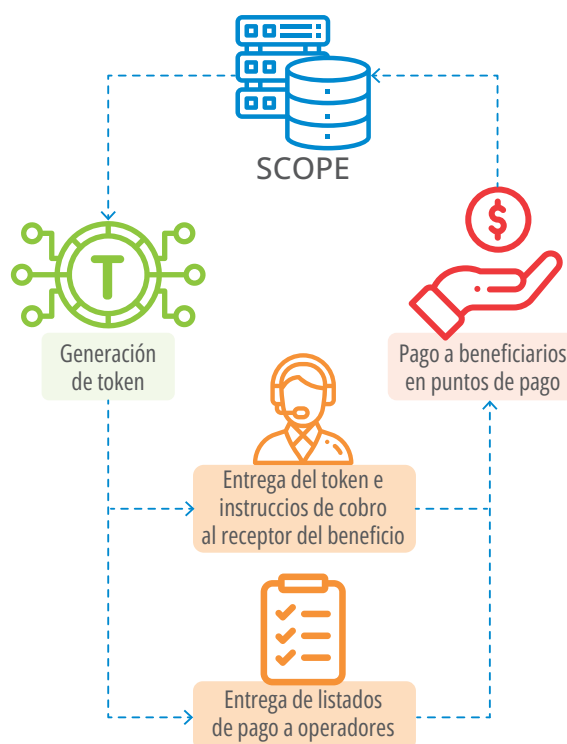 SCOPE
T
$
Generación
de token
Pago a beneficiarios
en puntos de pago
Entrega del token e
instruccios de cobro
al receptor del beneficio
Entrega de listados
de pago a operadores